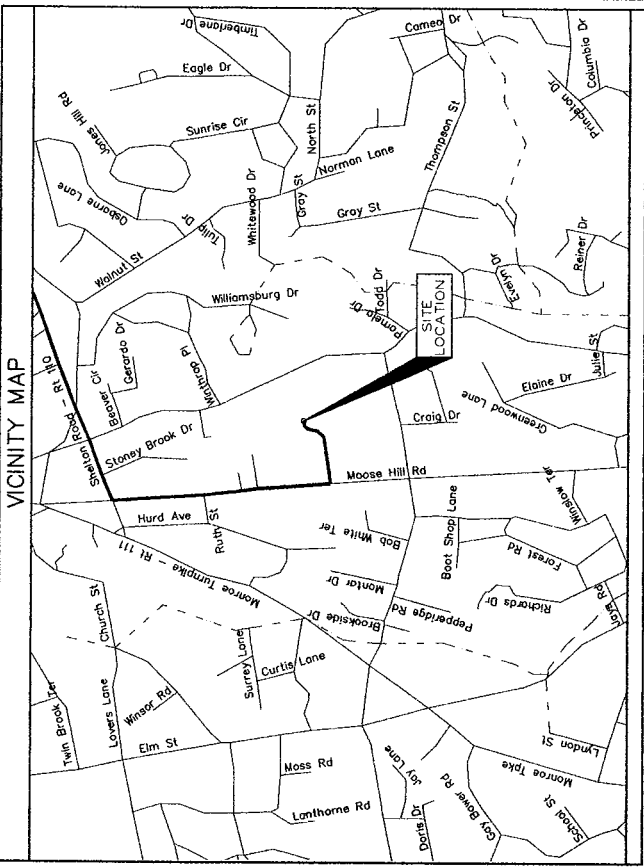 VICINITY MAP
Timberlane Dr
Cameo Dr
Eagle Dr
Columbia Dr
Princeton Dr
Jones Hill Rd
Sunrise Cir
North St
Thompson St
Norman Lane
Osborne Lane
Gray St
Gray St
Tulip Dr
Whitewood Dr
Walnut St
Reiner Dr
Evelyn Dr
Williamsburg Dr
Todd Dr
Pamela Dr
SITE
LOCATION
Shelton Road - Rt 110
Beaver Cir
Gerardo Dr
Winthrop Pl
Julie St
Elaine Dr
Greenwood Lane
Craig Dr
Stoney Brook Dr
Moose Hill Rd
Winslow Ter
Hurd Ave
Ruth St
Bob White Ter
Boot Shop Lane
Forest Rd
Monroe Turnpike - Rt 111
Montar Dr
Pepperidge Rd
Richards Dr
Jays Rd
Brookside Dr
Church St
Lovers Lane
Twin Brook Ter
Winsor Rd
Surrey Lane
Curtis Lane
Elm St
Lyndon St
Monroe Tpke
Moss Rd
Jay Lane
Gay Bower Rd
School St
Lanthorne Rd
Doris Dr